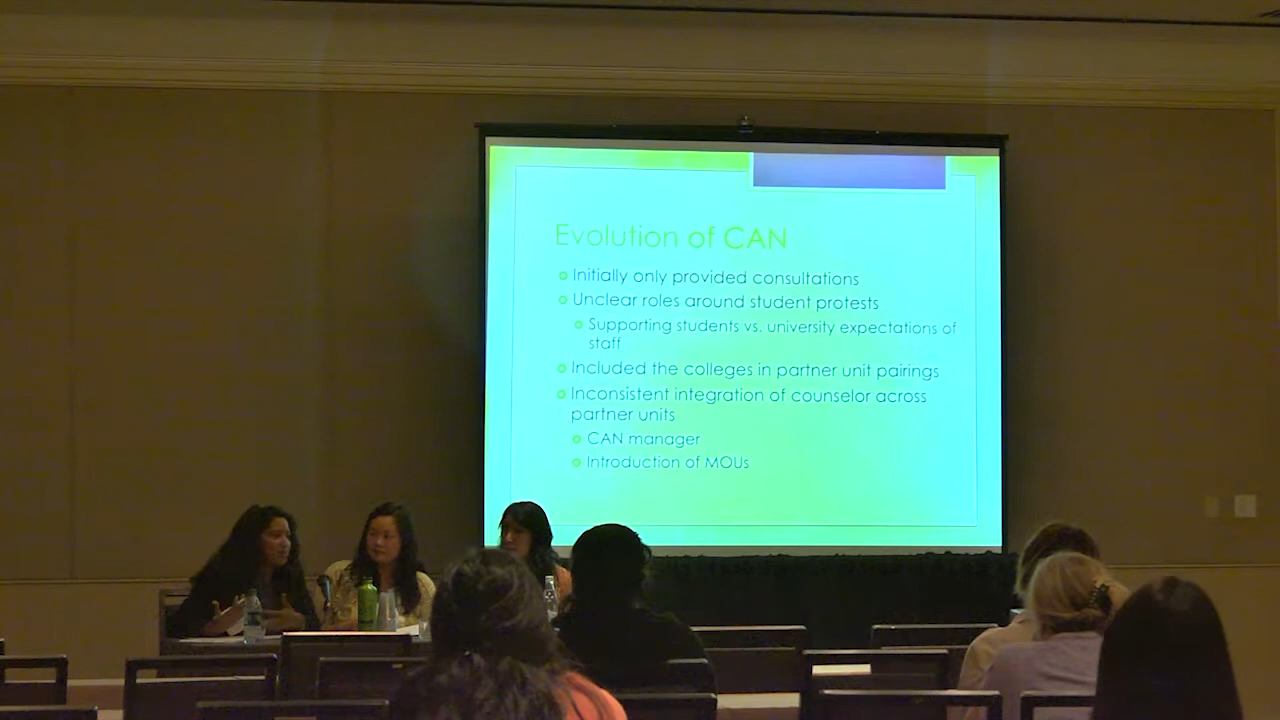 Evolution of CAN
Initially only provided consultations
Unclear roles around student protests
Supporting students vs. university expectations of
staff
Included the colleges in partner unit pairings
Inconsistent integration of counselor across
partner units
CAN manager
Introduction of MOUs